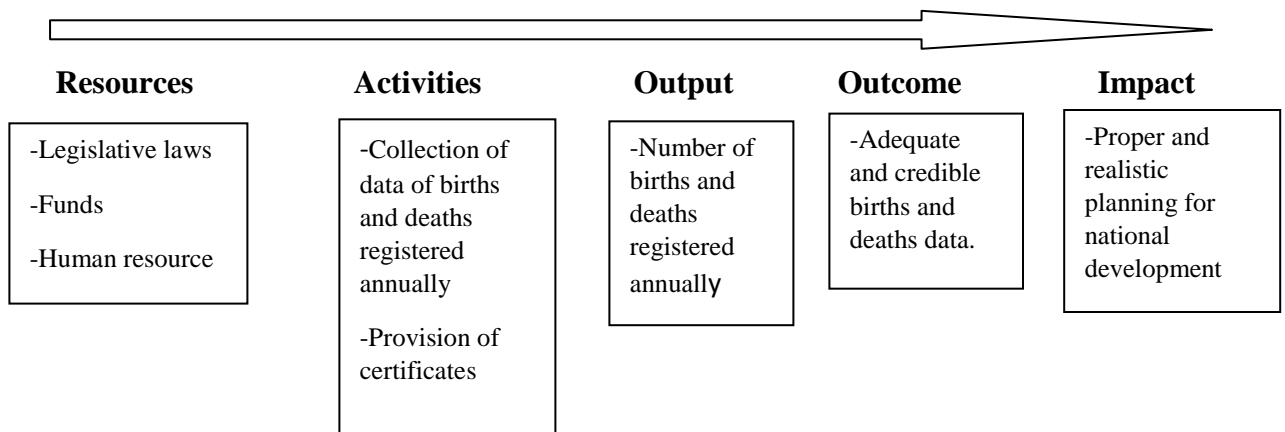 Resources
Activities
Output
Outcome
Impact
-Legislative laws
-Funds
-Human resource
-Collection of
data of births
and deaths
registered
annually
-Provision of
certificates
-Number of
births and
deaths
registered
annually
-Adequate
and credible
births and
deaths data.
-Proper and
realistic
planning for
national
development